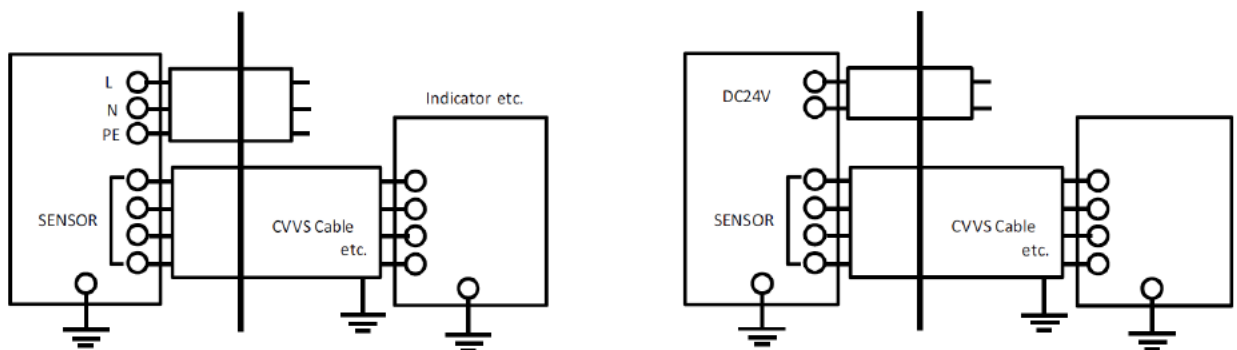 L
N
PE
Indicator etc.
SENSOR
CVVS Cable
etc.
DC24V
SENSOR
CVVS Cable
etc.